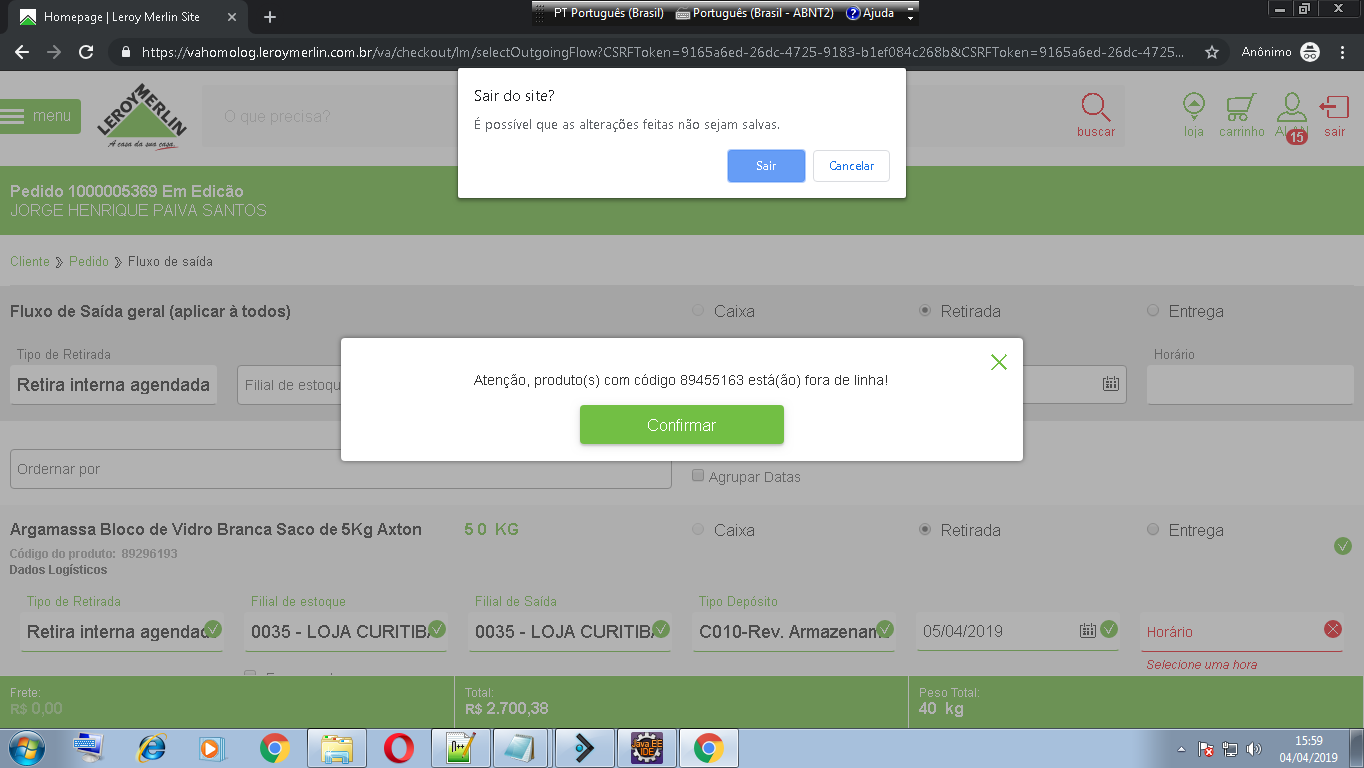 Homepage | Leroy Merlin Site
PT Português (Brasil) Português (Brasil - ABNT2) Ajuda
https://vahomolog.leroymerlin.com.br/va/checkout/lm/selectOutgoingFlow?CSRFToken=9165a6ed-26dc-4725-9183-b1ef084c268b&CSRFToken=9165a6ed-26dc-4725...
Anônimo
Sair do site?
É possível que as alterações feitas não sejam salvas.
Sair Cancelar
menu
LEROY MERLIN
A casa da sua casa.
O que precisa?
buscar
loja carrinho 15 sair
Pedido 1000005369 Em Edicão
JORGE HENRIQUE PAIVA SANTOS
Cliente Pedido Fluxo de saída
Fluxo de Saída geral (aplicar à todos) Caixa Retirada Entrega
Tipo de Retirada Horário
Retira interna agendada Filial de estoqu
Atenção, produto(s) com código 89455163 está(ão) fora de linha!
Confirmar
Ordernar por
Agrupar Datas
Argamassa Bloco de Vidro Branca Saco de 5Kg Axton 5 0 KG Caixa Retirada Entrega
Código do produto: 89296193
Dados Logísticos
Tipo de Retirada Filial de estoque Filial de Saída Tipo Depósito
Retira interna agendad 0035 - LOJA CURITIBA 0035 - LOJA CURITIBA C010-Rev. Armazenam... 05/04/2019 Horário
Selecione uma hora
Frete: Total: Peso Total:
R$ 0,00 R$ 2.700,38 40 kg
Java EE
IDE
15:59
04/04/2019